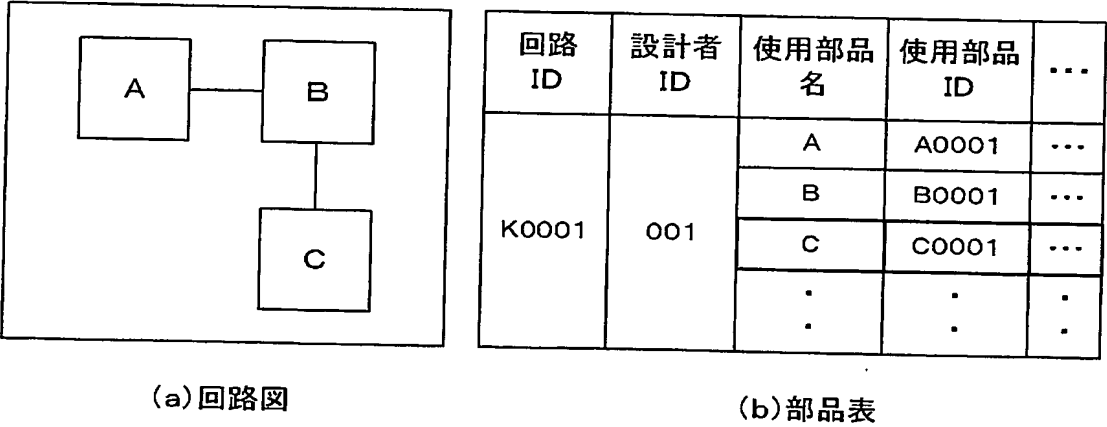 A
B
C
(a)回路図
回路
ID
設計者
ID
使用部品
名
使用部品
ID
・・・
K0001
001
A
A0001
・・・
B
B0001
・・・
C
C0001
・・・
(b)部品表